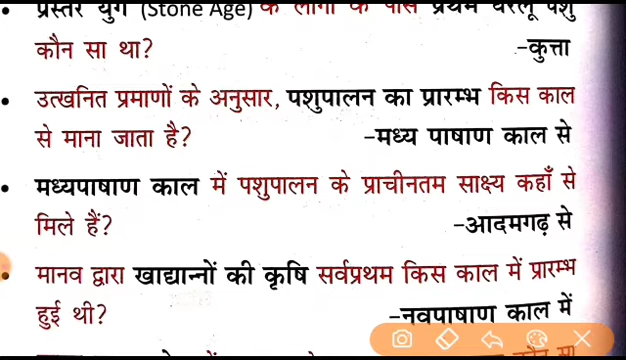 प्रस्तर युग (Stone Age) के लोगों के पास प्रथम घरेलू पशु
कौन सा था? -कुत्ता
• उत्खनित प्रमाणों के अनुसार, पशुपालन का प्रारम्भ किस काल
से माना जाता है? -मध्य पाषाण काल से
• मध्यपाषाण काल में पशुपालन के प्राचीनतम साक्ष्य कहाँ से
मिले हैं? -आदमगढ़ से
• मानव द्वारा खाद्यान्नों की कृषि सर्वप्रथम किस काल में प्रारम्भ
हुई थी? -नवपाषाण काल में